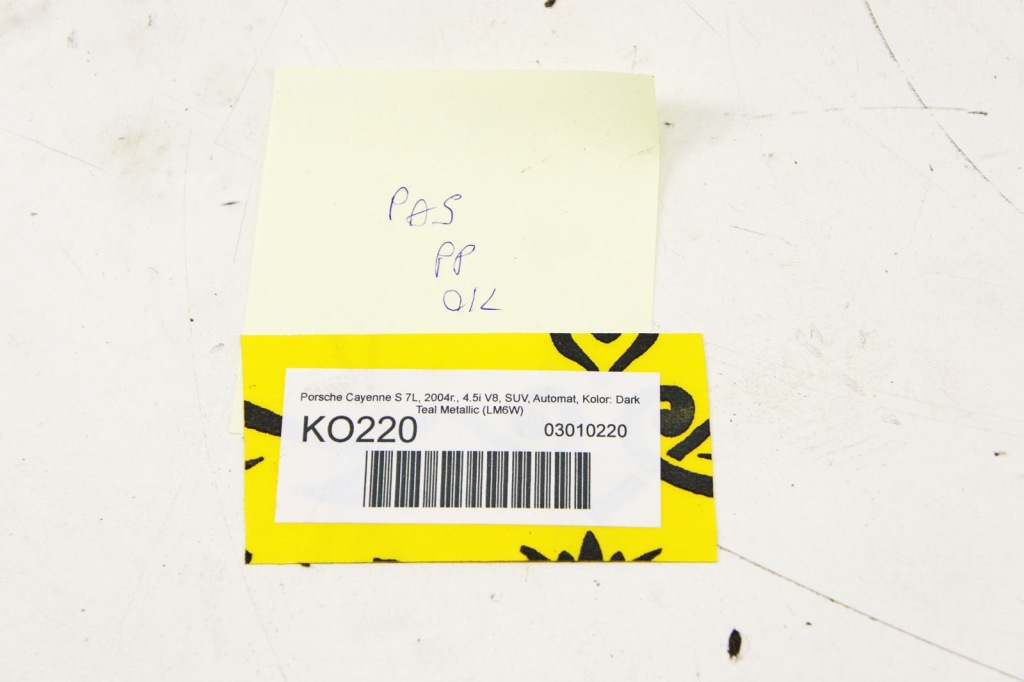 PAS
PP
OIL
Porsche Cayenne S 7L, 2004r., 4.5i V8, SUV, Automat, Kolor: Dark
Teal Metallic (LM6W)
KO220 03010220